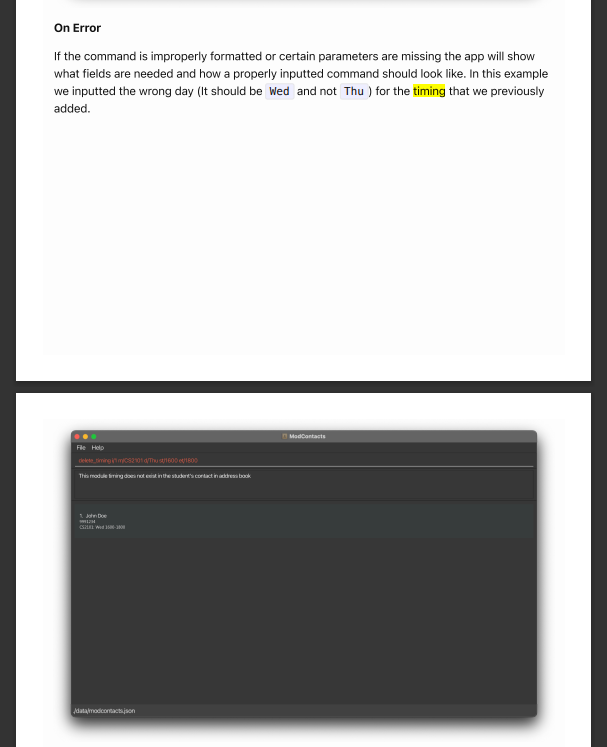 On Error
If the command is improperly formatted or certain parameters are missing the app will show
what fields are needed and how a properly inputted command should look like. In this example
we inputted the wrong day (It should be Wed and not Thu ) for the timing that we previously
added.
ModContacts
File Help
delete_timing i/1 m/CS2101 d/Thu st/1600 et/1800
This module timing does not exist in the student's contact in address book
1. John Doe
CS2101: Wed 1600-1800
/data/modcontacts.json